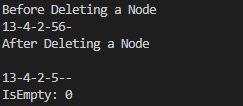 Before Deleting a Node
13-4-2-56-
After Deleting a Node

13-4-2-5--
IsEmpty: 0